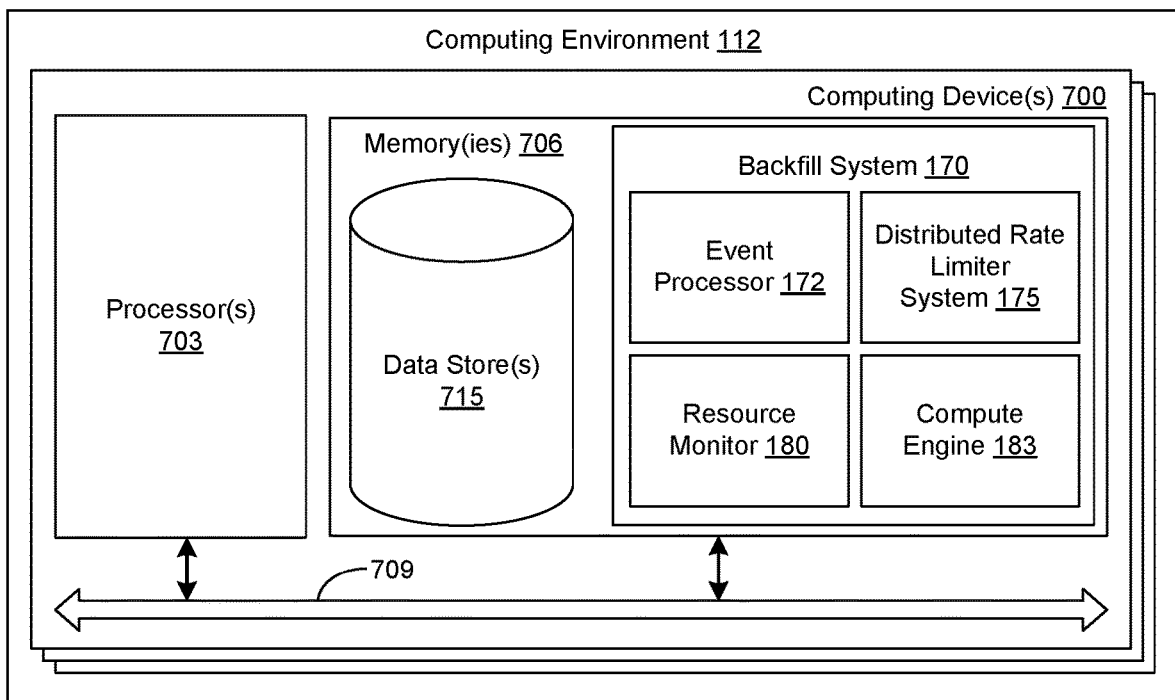 Computing Environment 112
Computing Device(s) 700
Processor(s)
703
Memory(ies) 706
Data Store(s)
715
Backfill System 170
Event
Processor 172
Distributed Rate
Limiter
System 175
Resource
Monitor 180
Compute
Engine 183
709